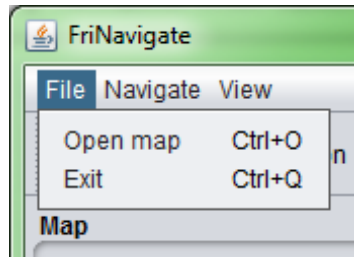 FriNavigate
File Navigate View
Open map Ctrl+O
Exit Ctrl+Q
Map